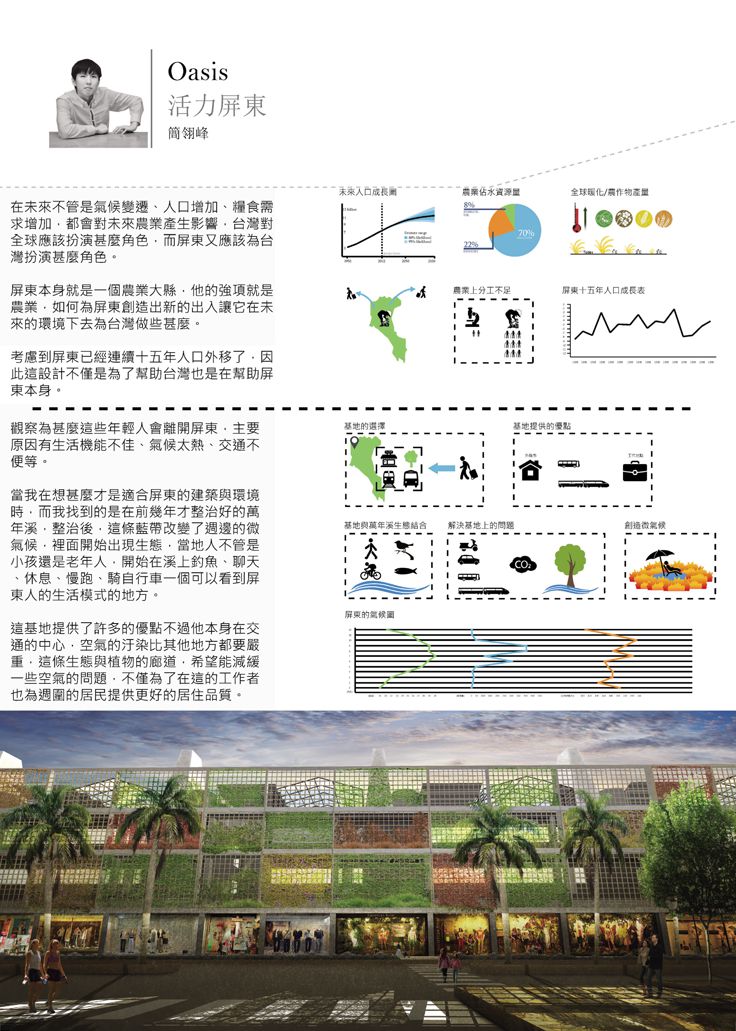 Oasis
活力屏東
簡翎峰
在未來不管是氣候變遷、人口增加、糧食需
求增加，都會對未來農業產生影響，台灣對
全球應該扮演甚麼角色，而屏東又應該為台
灣扮演甚麼角色。
屏東本身就是一個農業大縣，他的強項就是
農業，如何為屏東創造出新的出入讓它在未
來的環境下去為台灣做些甚麼。
考慮到屏東已經連續十五年人口外移了，因
此這設計不僅是為了幫助台灣也是在幫助屏
東本身。
未來人口成長圖
農業佔水資源量
8%
70%
22%
全球暖化/農作物產量
農業上分工不足
屏東十五年人口成長表
觀察為甚麼這些年輕人會離開屏東，主要
原因有生活機能不佳、氣候太熱、交通不
便等。
當我在想甚麼才是適合屏東的建築與環境
時，而我找到的是在前幾年才整治好的萬
年溪，整治後，這條藍帶改變了週邊的微
氣候，裡面開始出現生態，當地人不管是
小孩還是老年人，開始在溪上釣魚、聊天
、休息、慢跑、騎自行車一個可以看到屏
東人的生活模式的地方。
這基地提供了許多的優點不過他本身在交
通的中心，空氣的汙染比其他地方都要嚴
重，這條生態與植物的廊道，希望能減緩
一些空氣的問題，不僅為了在這的工作者
也為週圍的居民提供更好的居住品質。
基地的選擇
基地提供的優點
基地與萬年溪生態結合
解決基地上的問題
CO2
創造微氣候
屏東的氣候圖